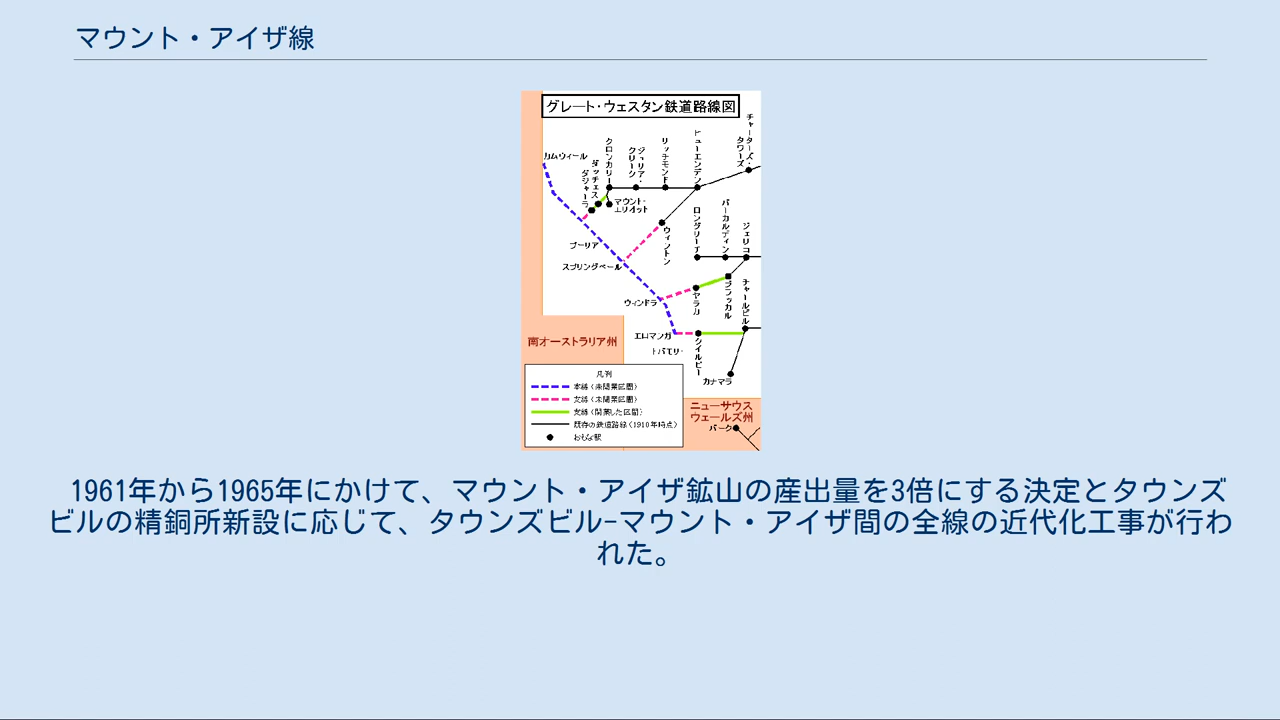 マウント・アイザ線
グレート・ウェスタン鉄道路線図
チャーターズ・タワーズ
ヒューエンデン
リッチモンド
ジュリア・クリーク
クロンカリー
カムウィール
ダッチェス
ダジャーラ
マウント・エリオット
ウィントン
ロングリーチ
バーカルディン
ジェリコ
ブーリア
スプリングベール
ウィンドラ
ヤラカ
ブラッカル
チャールビル
エロマンガ
クイルピー
カナマラ
南オーストラリア州
凡例
本線(未開業区間)
支線(未開業区間)
支線(開業した区間)
既存の鉄道路線(1910年時点)
おもな駅
ニューサウス
ウェールズ州
バーク
1961年から1965年にかけて、マウント・アイザ鉱山の産出量を3倍にする決定とタウンズ
ビルの精銅所新設に応じて、タウンズビル-マウント・アイザ間の全線の近代化工事が行わ
れた。